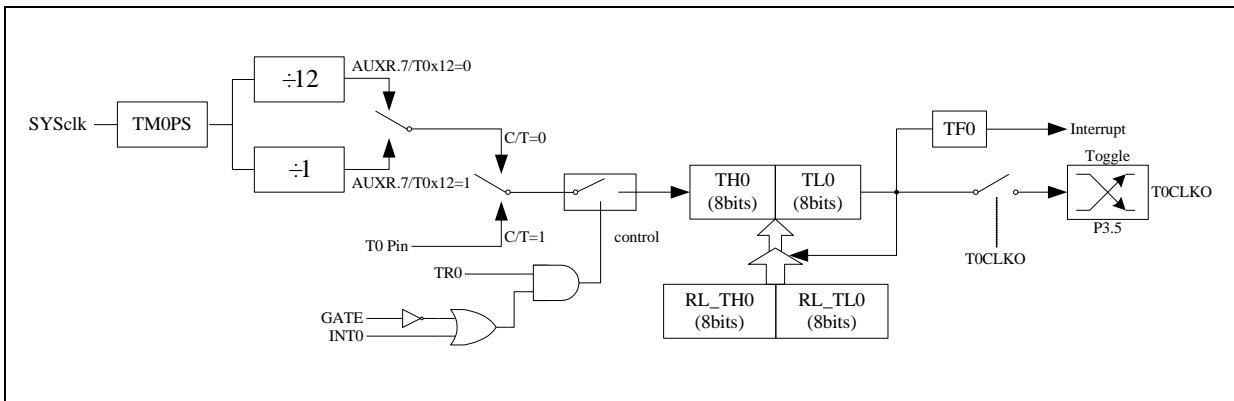 ÷12
AUXR.7/T0x12=0
SYSclk
TM0PS
÷1
AUXR.7/T0x12=1
C/T=0
T0 Pin
C/T=1
control
TR0
GATE
INT0
TH0
(8bits)
TL0
(8bits)
RL_TH0
(8bits)
RL_TL0
(8bits)
TF0
Interrupt
Toggle
T0CLKO
P3.5
T0CLKO